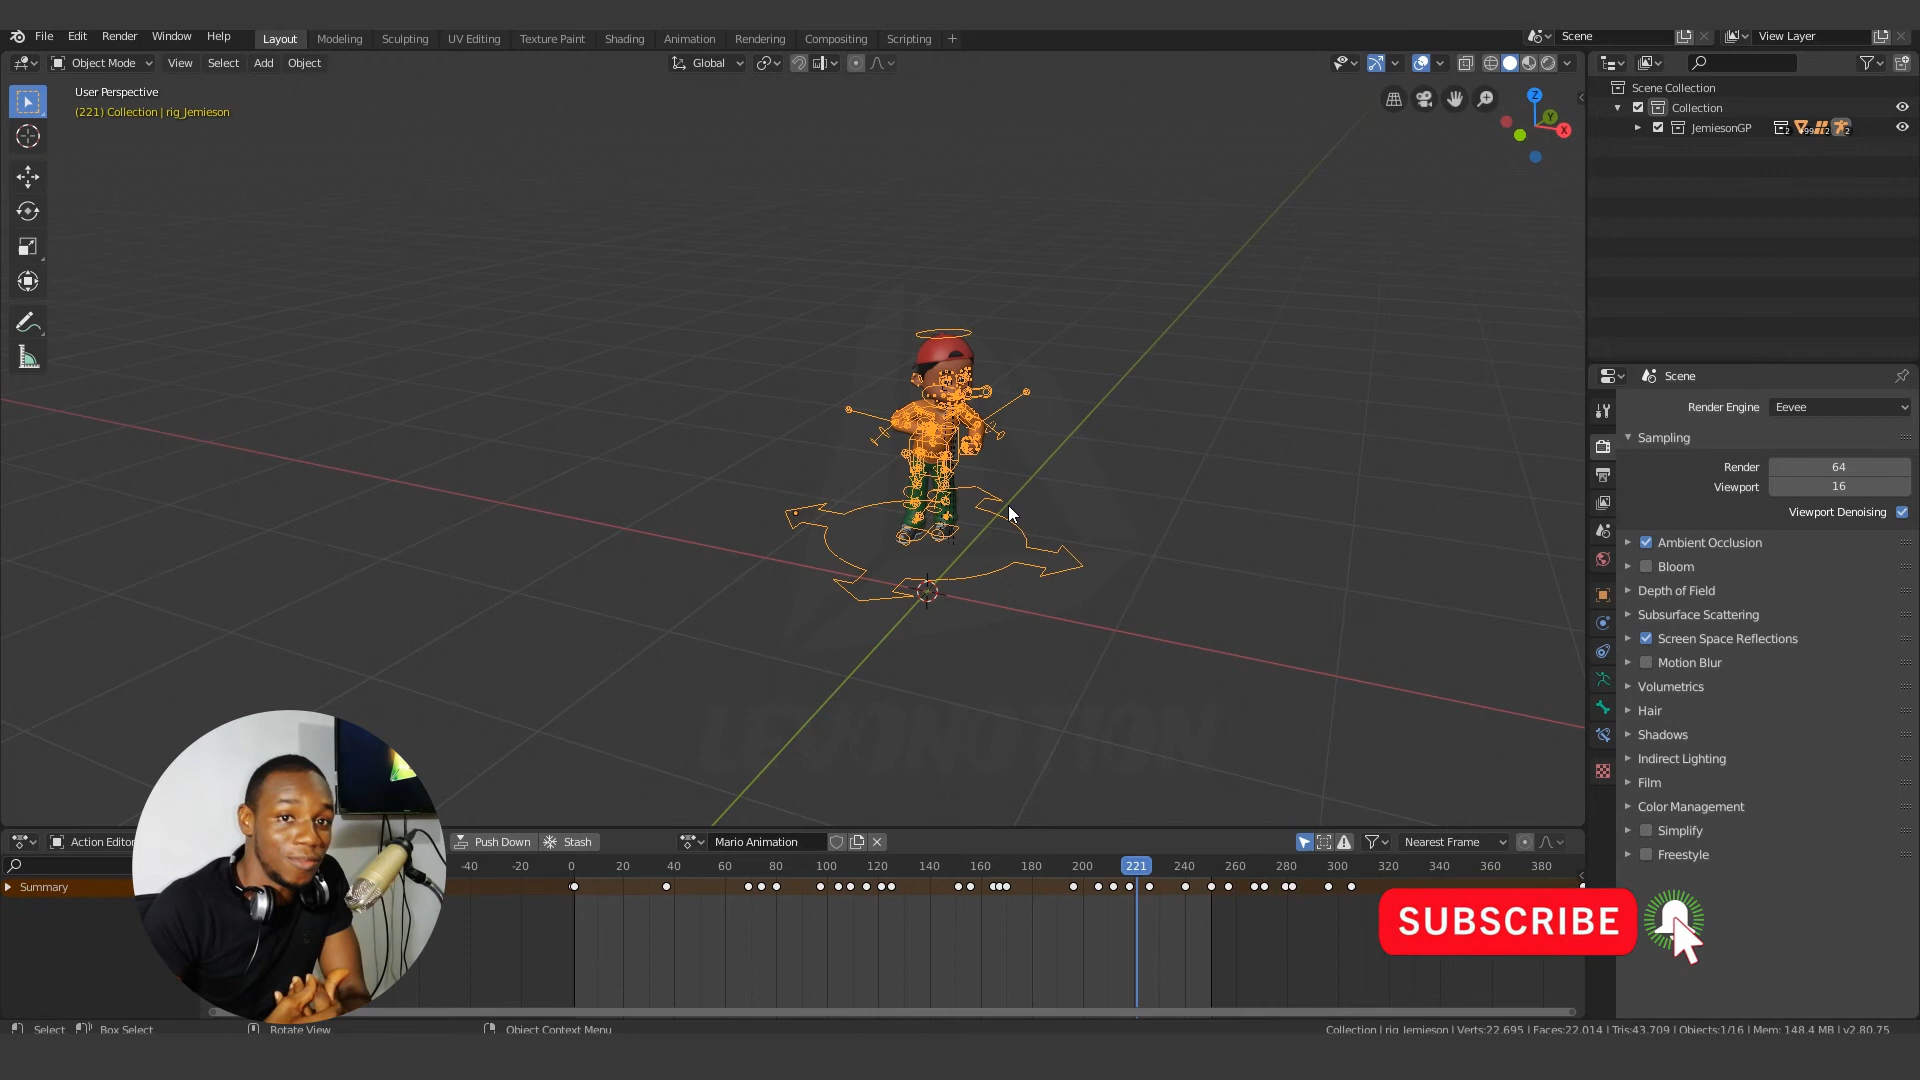 File Edit Render Window Help Layout Modeling Sculpting UV Editing Texture Paint Shading Animation Rendering Compositing Scripting + Scene View Layer
Object Mode View Select Add Object Global
User Perspective
(221) Collection | rig_Jemieson
Z
Y
X
Scene Collection
Collection
JemiesonGP
Scene
Render Engine Eevee
Sampling
Render 64
Viewport 16
Viewport Denoising
Ambient Occlusion
Bloom
Depth of Field
Subsurface Scattering
Screen Space Reflections
Motion Blur
Volumetrics
Hair
Shadows
Indirect Lighting
Film
Color Management
Simplify
Freestyle
Action Editor Push Down Stash Mario Animation Nearest Frame
-40 -20 0 20 40 60 80 100 120 140 160 180 200 221 240 260 280 300 320 340 360 380
Summary
SUBSCRIBE
Select Box Select Rotate View Object Context Menu Collection | rig_Jemieson | Verts:22,695 | Faces:22,014 | Tris:43,709 | Objects:1/16 | Mem: 148.4 MB | v2.80.75